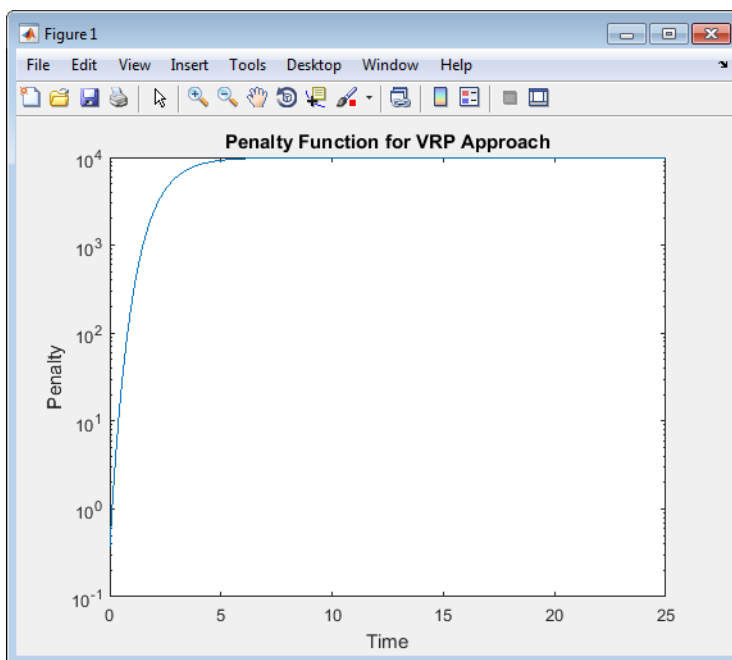 Figure 1
File Edit View Insert Tools Desktop Window Help
Penalty Function for VRP Approach
10^4
10^3
10^2
10^1
10^0
10^-1
Penalty
0 5 10 15 20 25
Time